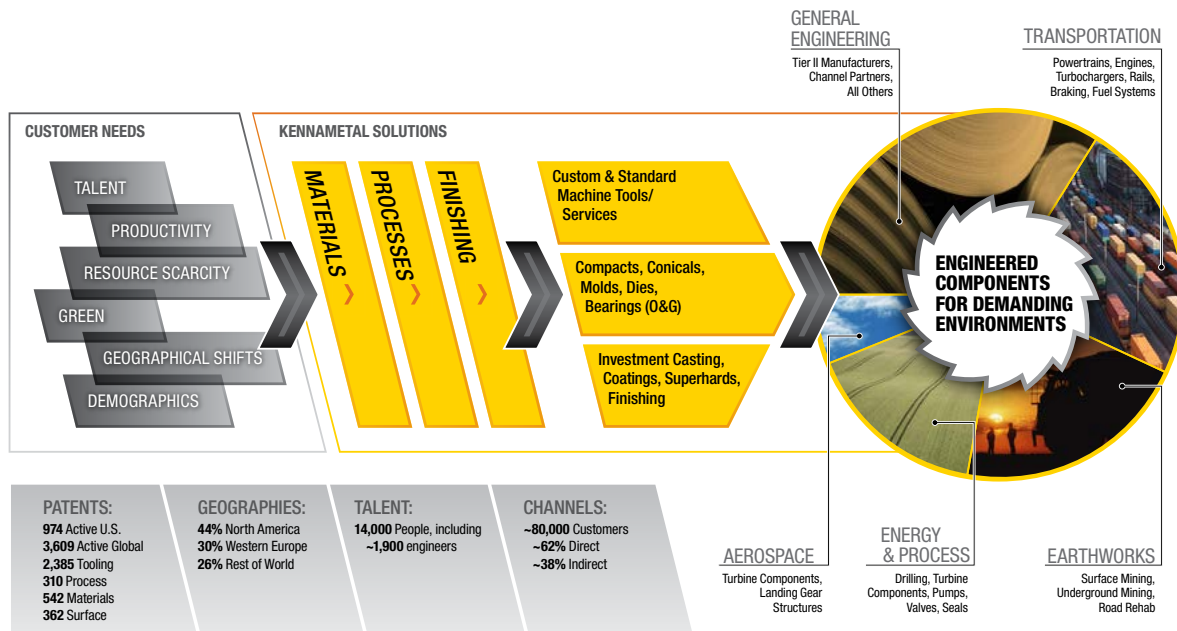 GENERAL
ENGINEERING
Tier II Manufacturers,
Channel Partners,
All Others
TRANSPORTATION
Powertrains, Engines,
Turbochargers, Rails,
Braking, Fuel Systems
CUSTOMER NEEDS
TALENT
PRODUCTIVITY
RESOURCE SCARCITY
GREEN
GEOGRAPHICAL SHIFTS
DEMOGRAPHICS
KENNAMETAL SOLUTIONS
MATERIALS
PROCESSES
FINISHING
Custom & Standard
Machine Tools/
Services
Compacts, Conicals,
Molds, Dies,
Bearings (O&G)
Investment Casting,
Coatings, Superhards,
Finishing
ENGINEERED
COMPONENTS
FOR DEMANDING
ENVIRONMENTS
PATENTS:
974 Active U.S.
3,609 Active Global
2,385 Tooling
310 Process
542 Materials
362 Surface
GEOGRAPHIES:
44% North America
30% Western Europe
26% Rest of World
TALENT:
14,000 People, including
~1,900 engineers
CHANNELS:
~80,000 Customers
~62% Direct
~38% Indirect
AEROSPACE
Turbine Components,
Landing Gear
Structures
ENERGY
& PROCESS
Drilling, Turbine
Components, Pumps,
Valves, Seals
EARTHWORKS
Surface Mining,
Underground Mining,
Road Rehab